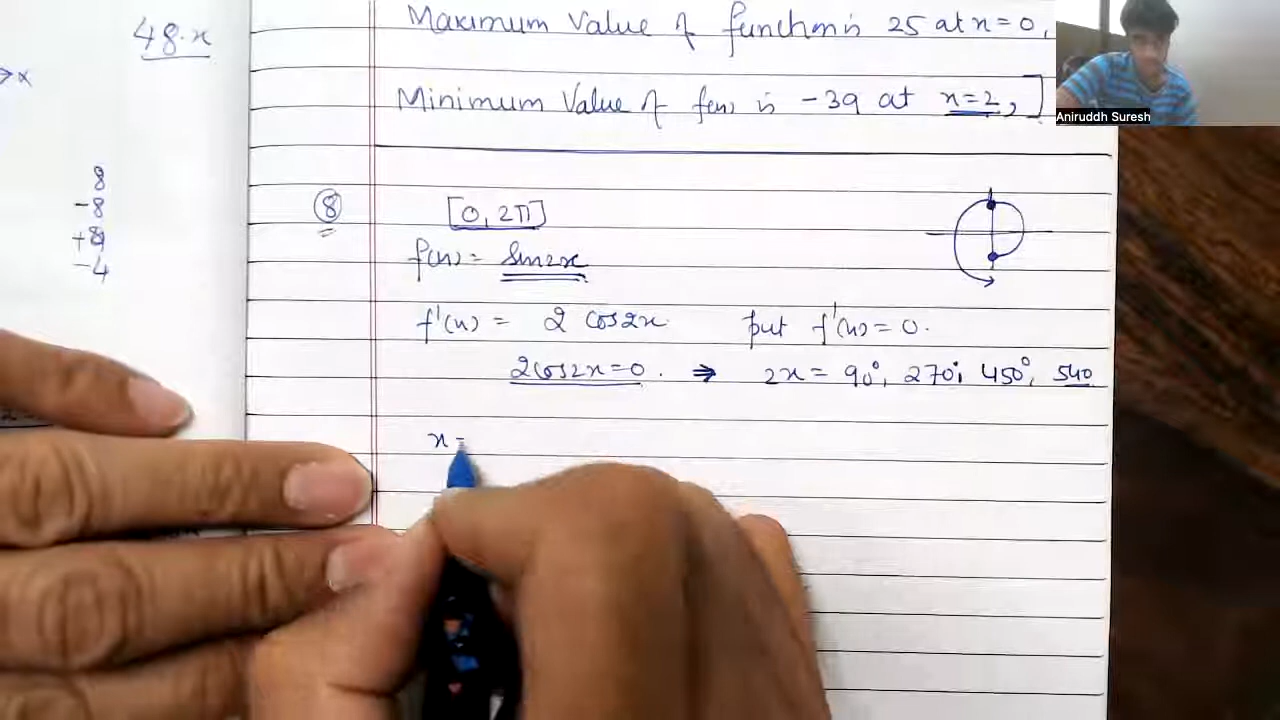 48·x
Maximum Value of function is 25 at x=0,
→x
Minimum Value of f(x) is -39 at x=2,]
Aniruddh Suresh
8
-8
+8
-4
⑧ [0, 2π]
f(x) = sin2x
f'(x) = 2 cos2x. put f'(x)=0.
2cos2x=0. ⇒ 2x = 90°, 270°, 450°, 540
x =